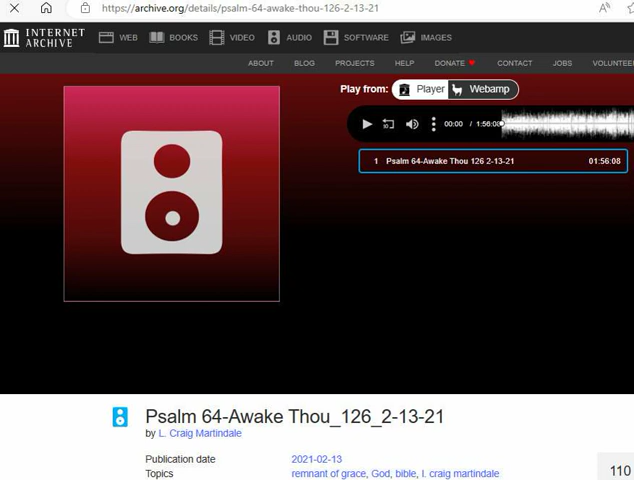 https://archive.org/details/psalm-64-awake-thou-126-2-13-21
INTERNET ARCHIVE WEB BOOKS VIDEO AUDIO SOFTWARE IMAGES
ABOUT BLOG PROJECTS HELP DONATE CONTACT JOBS VOLUNTEE
Play from: Player Webamp
00:00 / 1:56:0
1 Psalm 64-Awake Thou 126 2-13-21 01:56:08
Psalm 64-Awake Thou_126_2-13-21
by L. Craig Martindale
Publication date 2021-02-13
Topics remnant of grace, God, bible, l. craig martindale
110